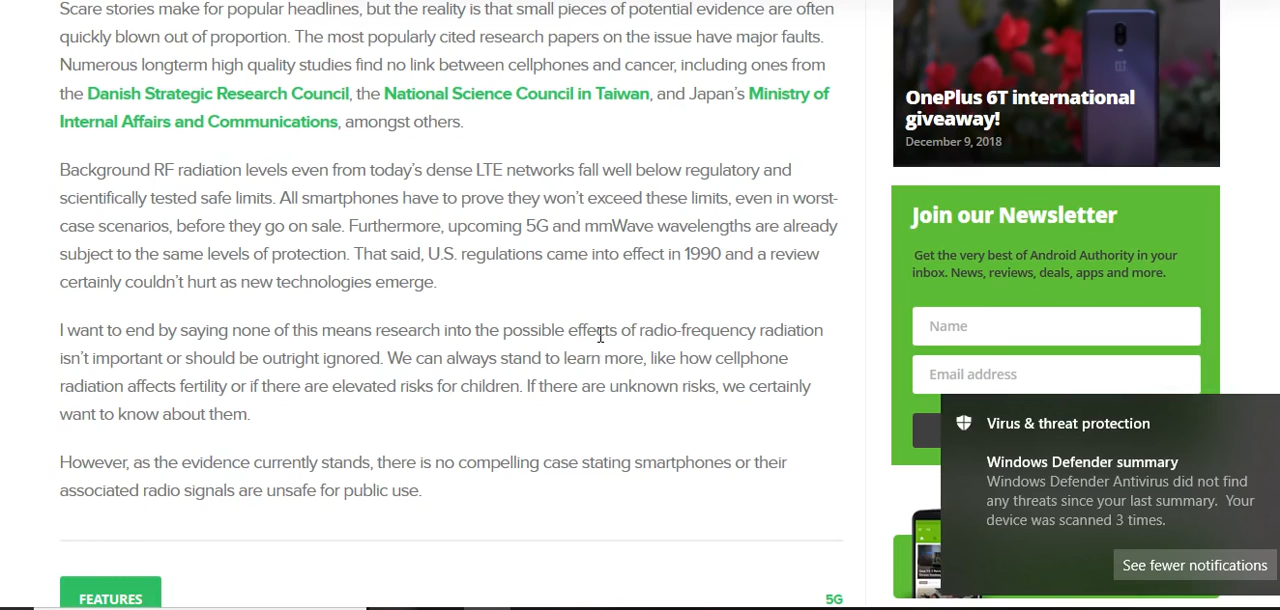 Scare stories make for popular headlines, but the reality is that small pieces of potential evidence are often
quickly blown out of proportion. The most popularly cited research papers on the issue have major faults.
Numerous longterm high quality studies find no link between cellphones and cancer, including ones from
the Danish Strategic Research Council, the National Science Council in Taiwan, and Japan's Ministry of
Internal Affairs and Communications, amongst others.
Background RF radiation levels even from today's dense LTE networks fall well below regulatory and
scientifically tested safe limits. All smartphones have to prove they won't exceed these limits, even in worst-
case scenarios, before they go on sale. Furthermore, upcoming 5G and mmWave wavelengths are already
subject to the same levels of protection. That said, U.S. regulations came into effect in 1990 and a review
certainly couldn't hurt as new technologies emerge.
I want to end by saying none of this means research into the possible effects of radio-frequency radiation
isn't important or should be outright ignored. We can always stand to learn more, like how cellphone
radiation affects fertility or if there are elevated risks for children. If there are unknown risks, we certainly
want to know about them.
However, as the evidence currently stands, there is no compelling case stating smartphones or their
associated radio signals are unsafe for public use.
FEATURES
5G
OnePlus 6T international
giveaway!
December 9, 2018
Join our Newsletter
Get the very best of Android Authority in your
inbox. News, reviews, deals, apps and more.
Name
Email address
Virus & threat protection
Windows Defender summary
Windows Defender Antivirus did not find
any threats since your last summary. Your
device was scanned 3 times.
See fewer notifications